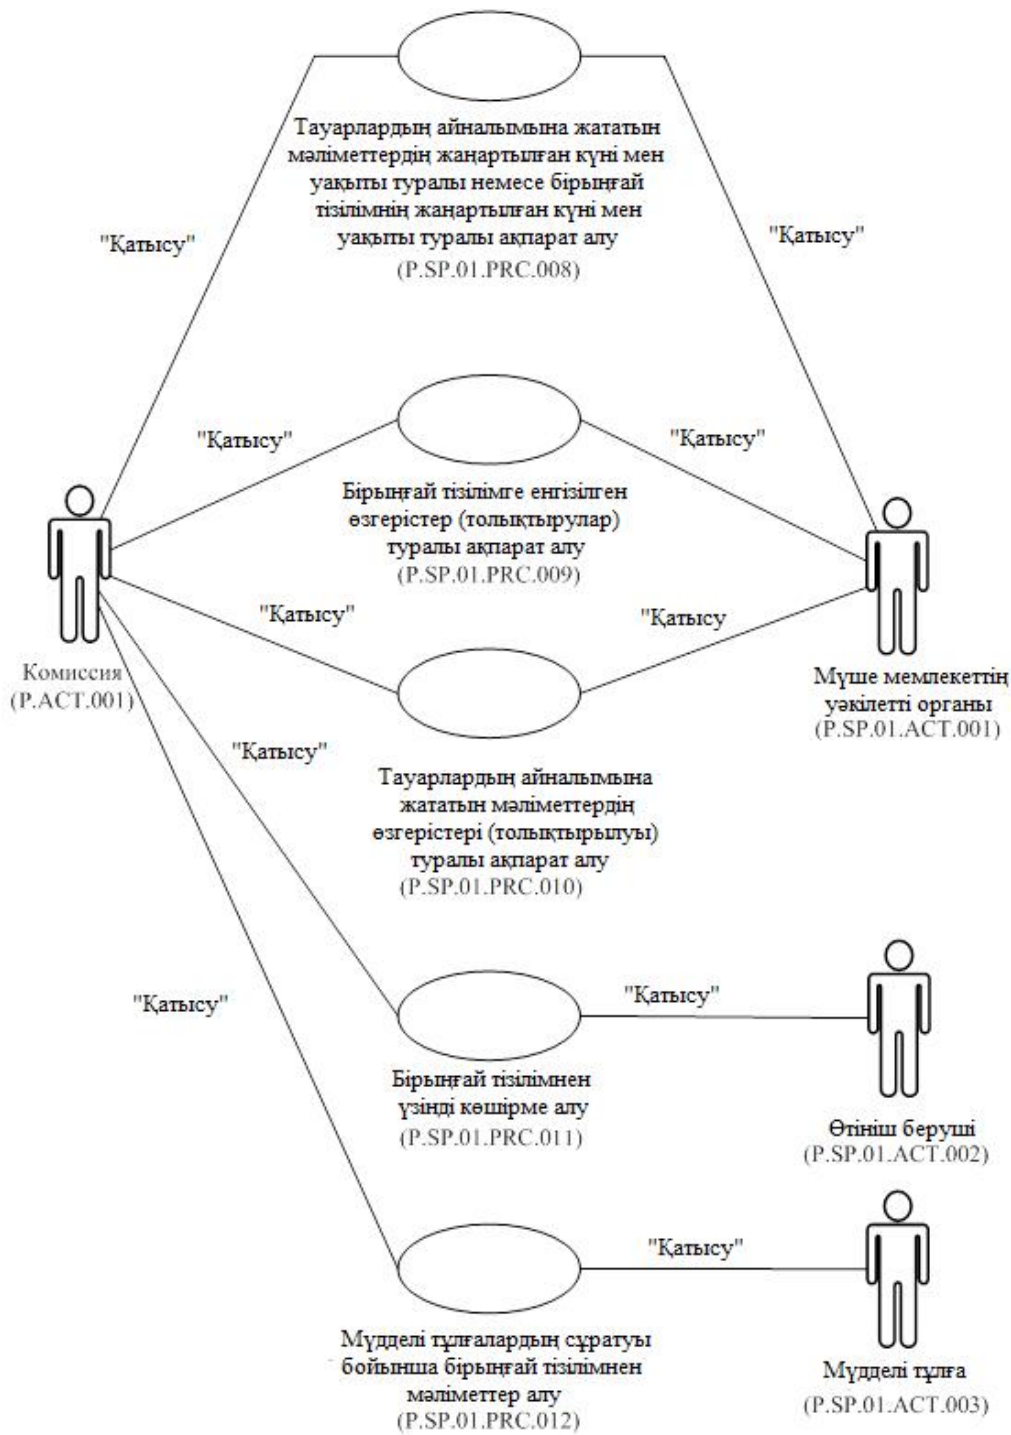 Тауарлардың айналымына жататын
мәліметтердің жаңартылған күні мен
уақыты туралы немесе бірыңғай
тізілімнің жаңартылған күні мен
уақыты туралы ақпарат алу
(P.SP.01.PRC.008)
"Қатысу"
"Қатысу"
"Қатысу"
"Қатысу"
Бірыңғай тізілімге енгізілген
өзгерістер (толықтырулар)
туралы ақпарат алу
(P.SP.01.PRC.009)
"Қатысу"
"Қатысу
Комиссия
(P.ACT.001)
Мүше мемлекеттің
уәкілетті органы
(P.SP.01.ACT.001)
"Қатысу"
Тауарлардың айналымына
жататын мәліметтердің
өзгерістері (толықтырылуы)
туралы ақпарат алу
(P.SP.01.PRC.010)
"Қатысу"
"Қатысу"
Бірыңғай тізілімнен
үзінді көшірме алу
(P.SP.01.PRC.011)
Өтініш беруші
(P.SP.01.ACT.002)
"Қатысу"
Мүдделі тұлғалардың сұратуы
бойынша бірыңғай тізілімнен
мәліметтер алу
(P.SP.01.PRC.012)
Мүдделі тұлға
(P.SP.01.ACT.003)